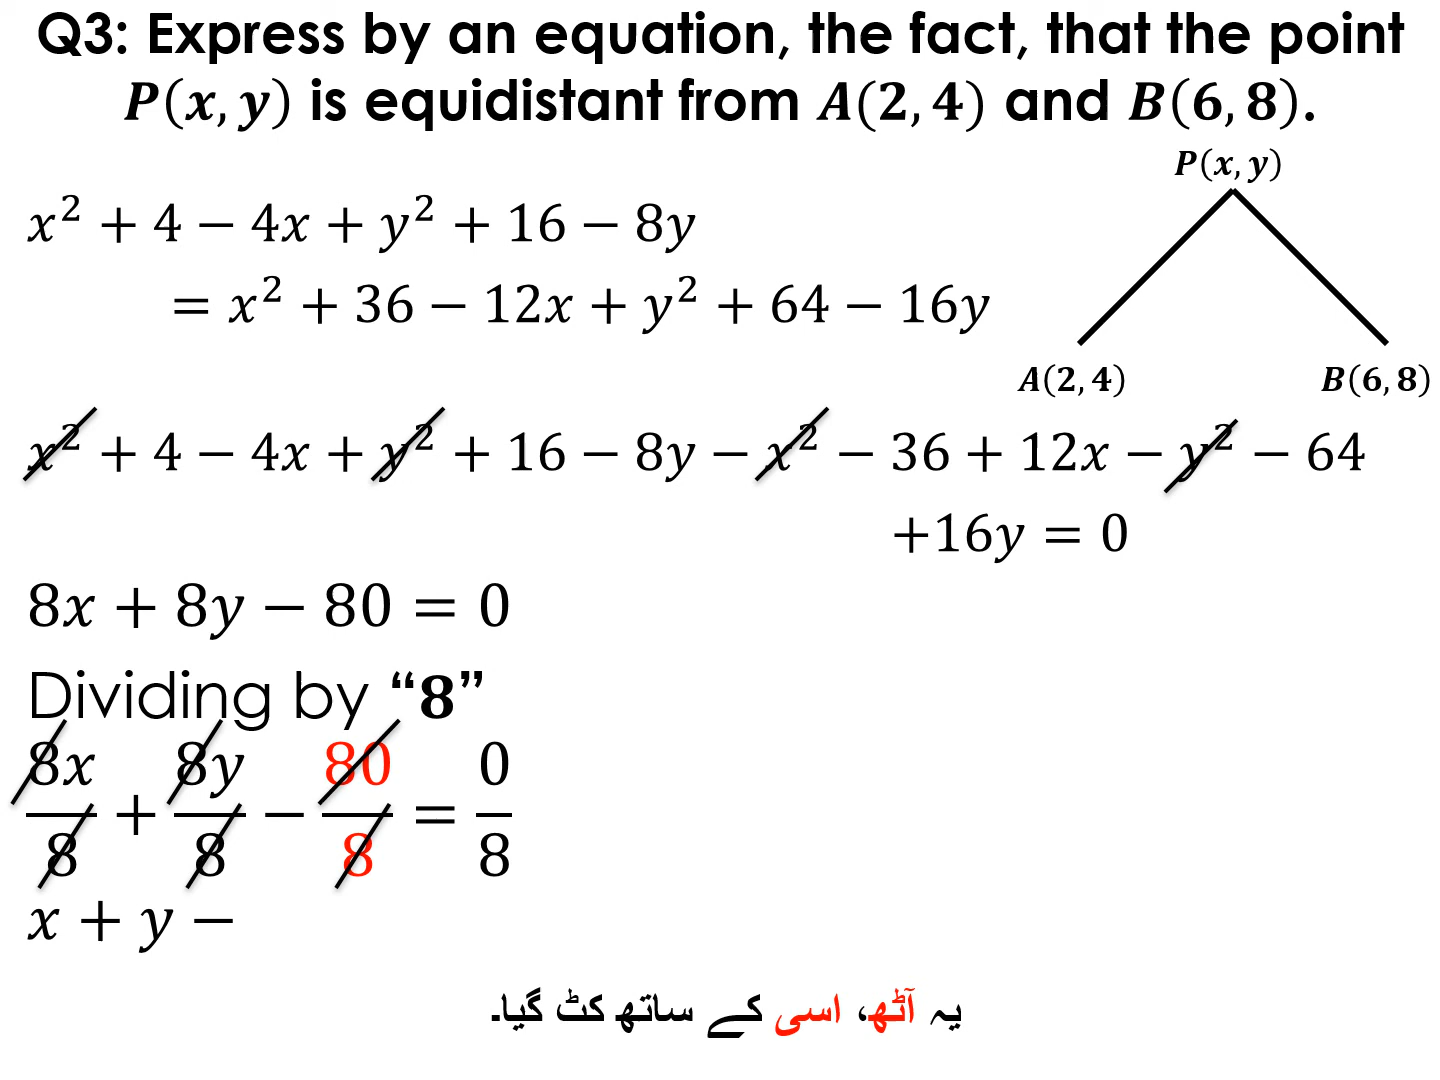 Q3: Express by an equation, the fact, that the point
P(x, y) is equidistant from A(2, 4) and B(6, 8).
P(x, y)
x² + 4 − 4x + y² + 16 − 8y
= x² + 36 − 12x + y² + 64 − 16y
A(2, 4) B(6, 8)
x² + 4 − 4x + y² + 16 − 8y − x² − 36 + 12x − y² − 64
+16y = 0
8x + 8y − 80 = 0
Dividing by “8”
8x/8 + 8y/8 − 80/8 = 0/8
x + y −
یہ آٹھ، اسی کے ساتھ کٹ گیا۔